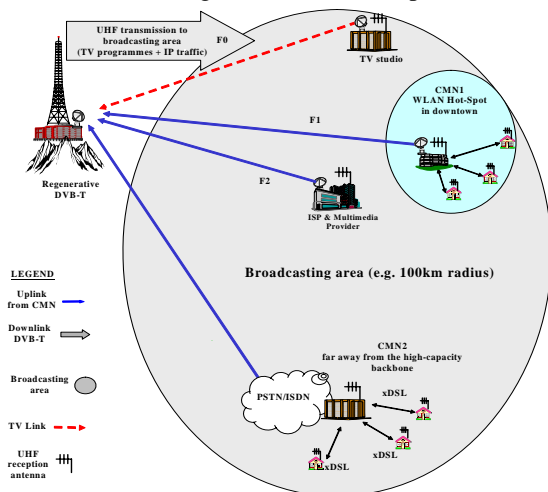 UHF transmission to
broadcasting area F0
(TV programmes + IP traffic)
TV studio
CMN1
WLAN Hot-Spot
in downtown
F1
F2
Regenerative
DVB-T
ISP & Multimedia
Provider
Broadcasting area (e.g. 100km radius)
LEGEND
Uplink
from CMN
Downlink
DVB-T
Broadcasting
area
TV Link
UHF
reception
antenna
CMN2
far away from the high-capacity
backbone
PSTN/ISDN
xDSL
xDSL
xDSL